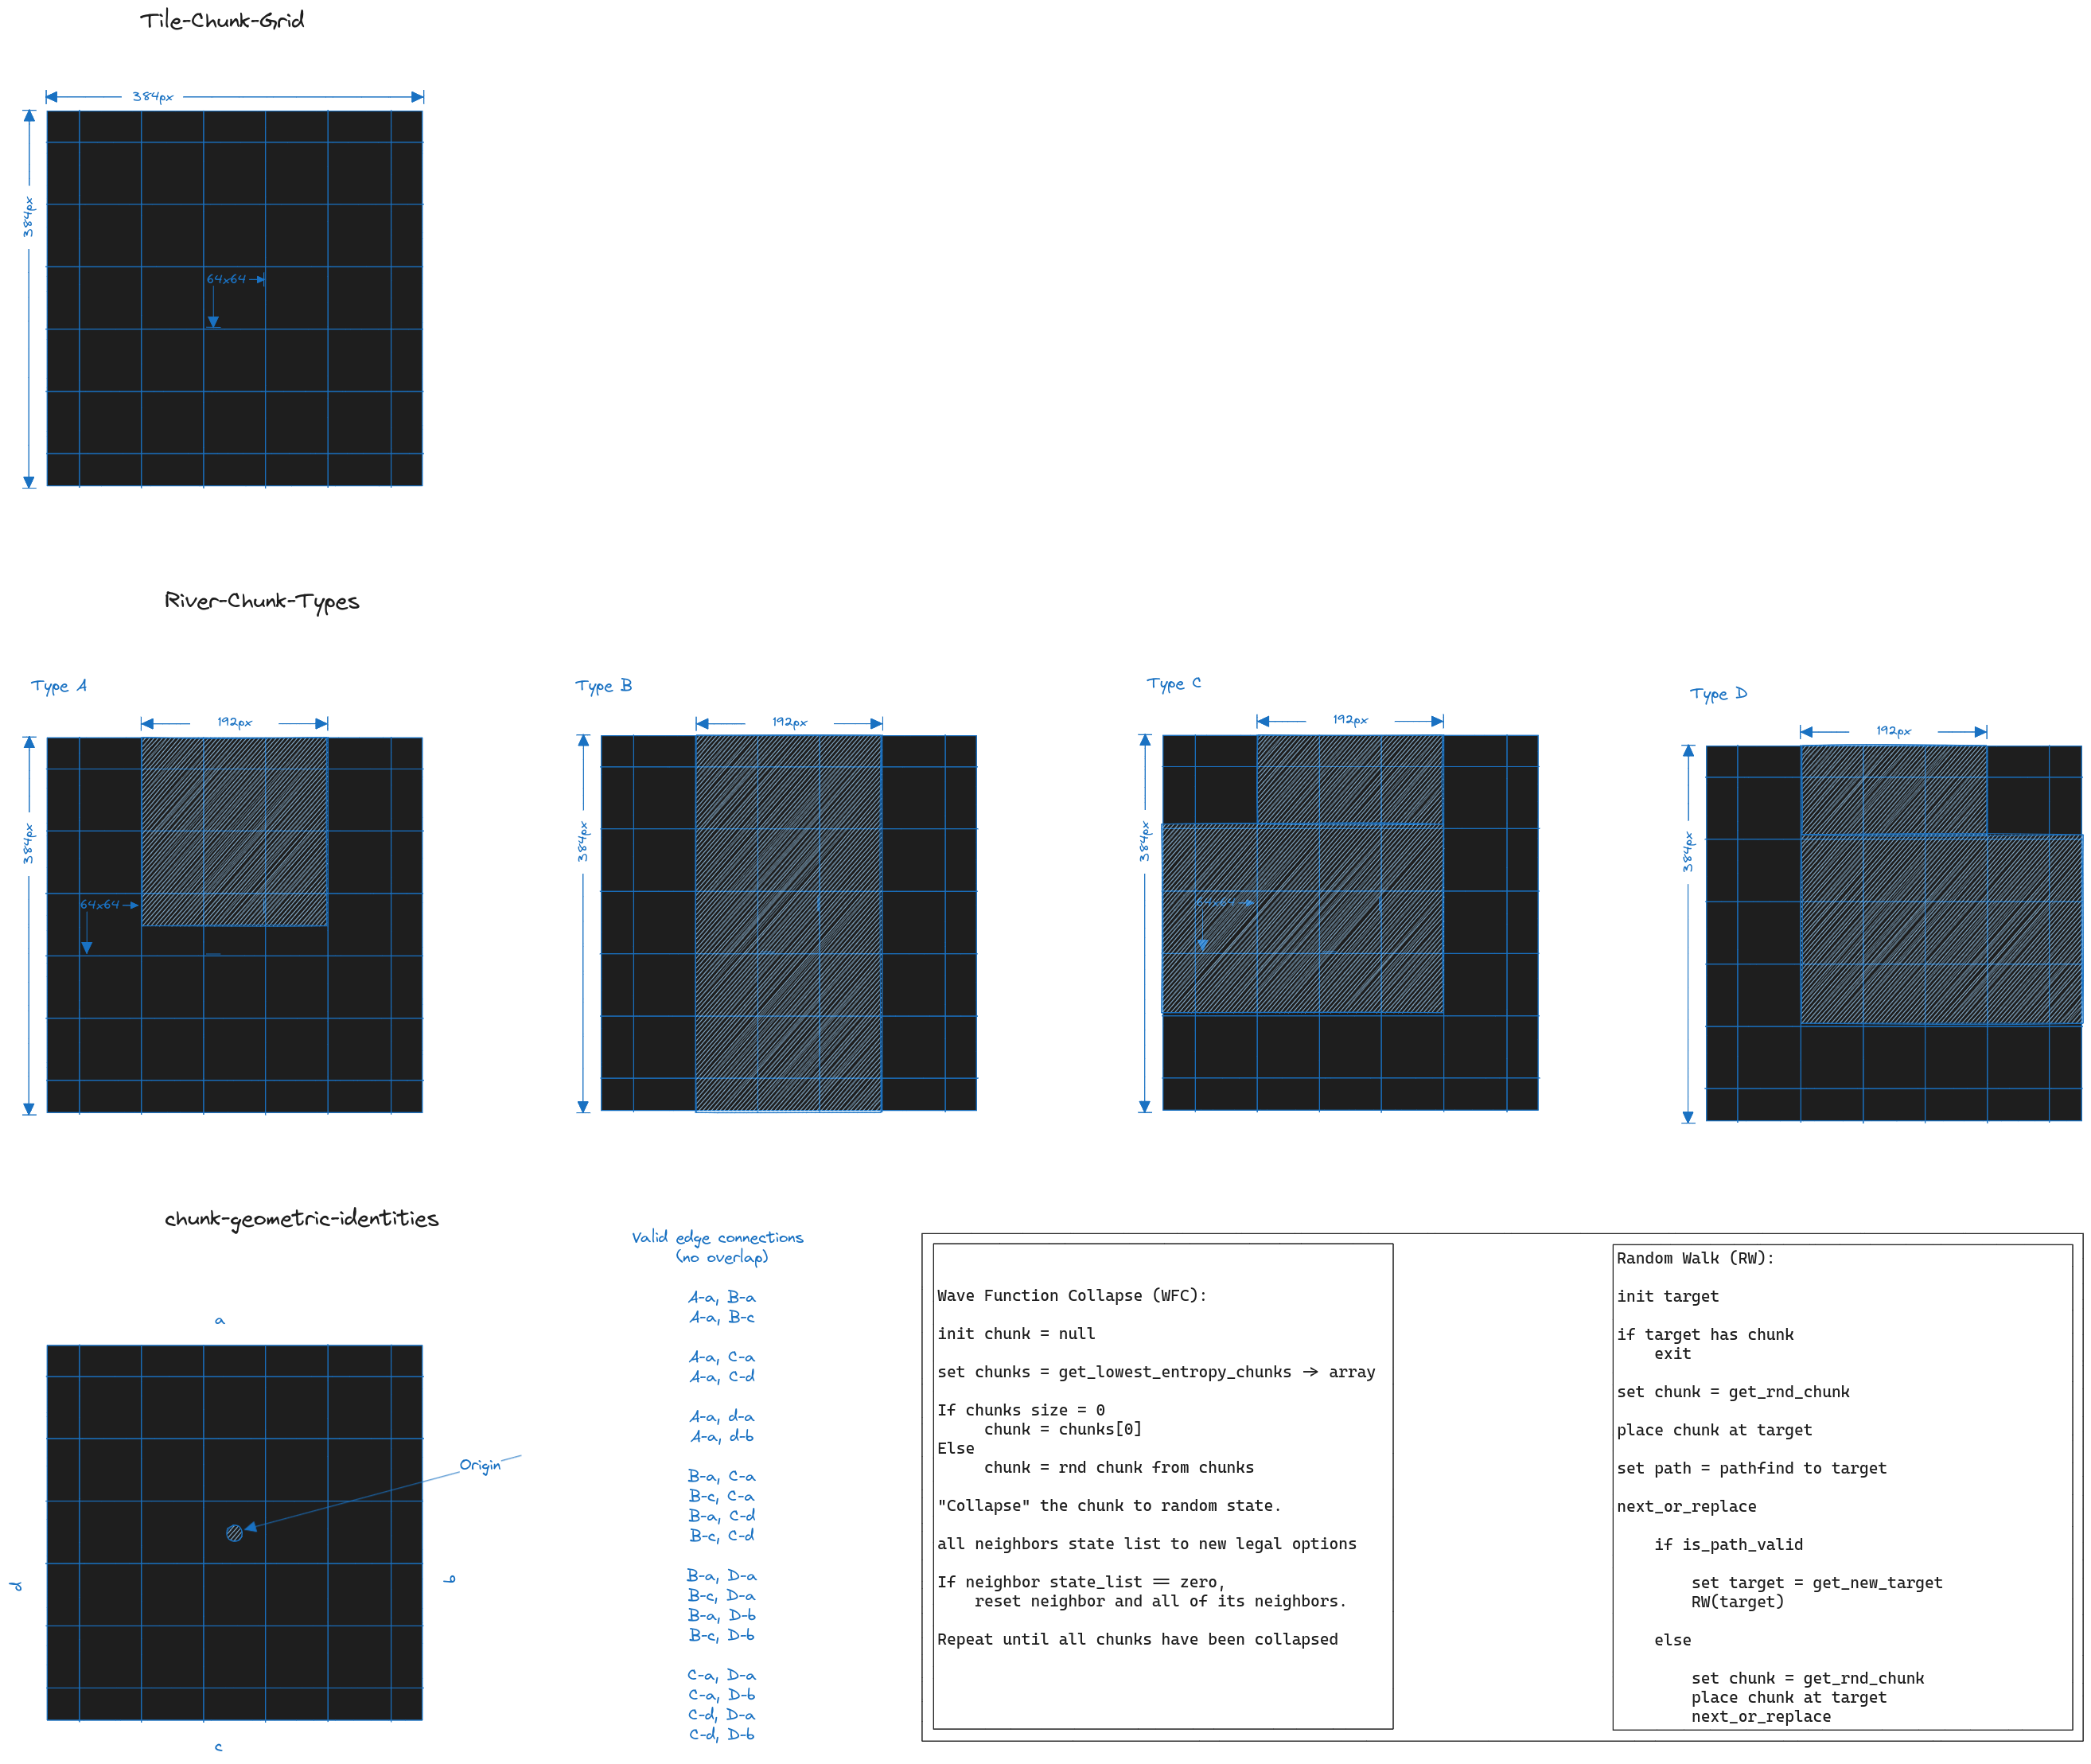 Tile-Chunk-Grid
384px
384px
64x64
River-Chunk-Types
Type A
Type B
Type C
Type D
192px
192px
192px
192px
384px
384px
384px
384px
64x64
64x64
chunk-geometric-identities
a
Origin
d
b
c
Valid edge connections
(no overlap)
A-a, B-a
A-a, B-c
A-a, C-a
A-a, C-d
A-a, d-a
A-a, d-b
B-a, C-a
B-c, C-a
B-a, C-d
B-c, C-d
B-a, D-a
B-c, D-a
B-a, D-b
B-c, D-b
C-a, D-a
C-a, D-b
C-d, D-a
C-d, D-b
Wave Function Collapse (WFC):
init chunk = null
set chunks = get_lowest_entropy_chunks -> array
If chunks size = 0
chunk = chunks[0]
Else
chunk = rnd chunk from chunks
"Collapse" the chunk to random state.
all neighbors state list to new legal options
If neighbor state_list == zero,
reset neighbor and all of its neighbors.
Repeat until all chunks have been collapsed
Random Walk (RW):
init target
if target has chunk
exit
set chunk = get_rnd_chunk
place chunk at target
set path = pathfind to target
next_or_replace
if is_path_valid
set target = get_new_target
RW(target)
else
set chunk = get_rnd_chunk
place chunk at target
next_or_replace